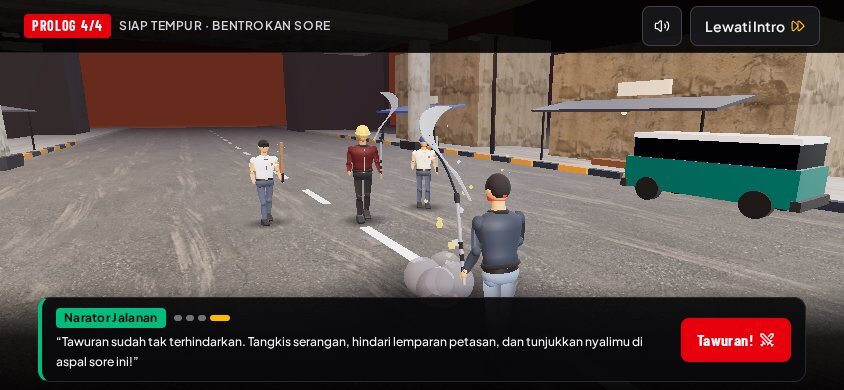 PROLOG 4/4
SIAP TEMPUR · BENTROKAN SORE
Lewati Intro
Narator Jalanan
“Tawuran sudah tak terhindarkan. Tangkis serangan, hindari lemparan petasan, dan tunjukkan nyalimu di
aspal sore ini!”
Tawuran!